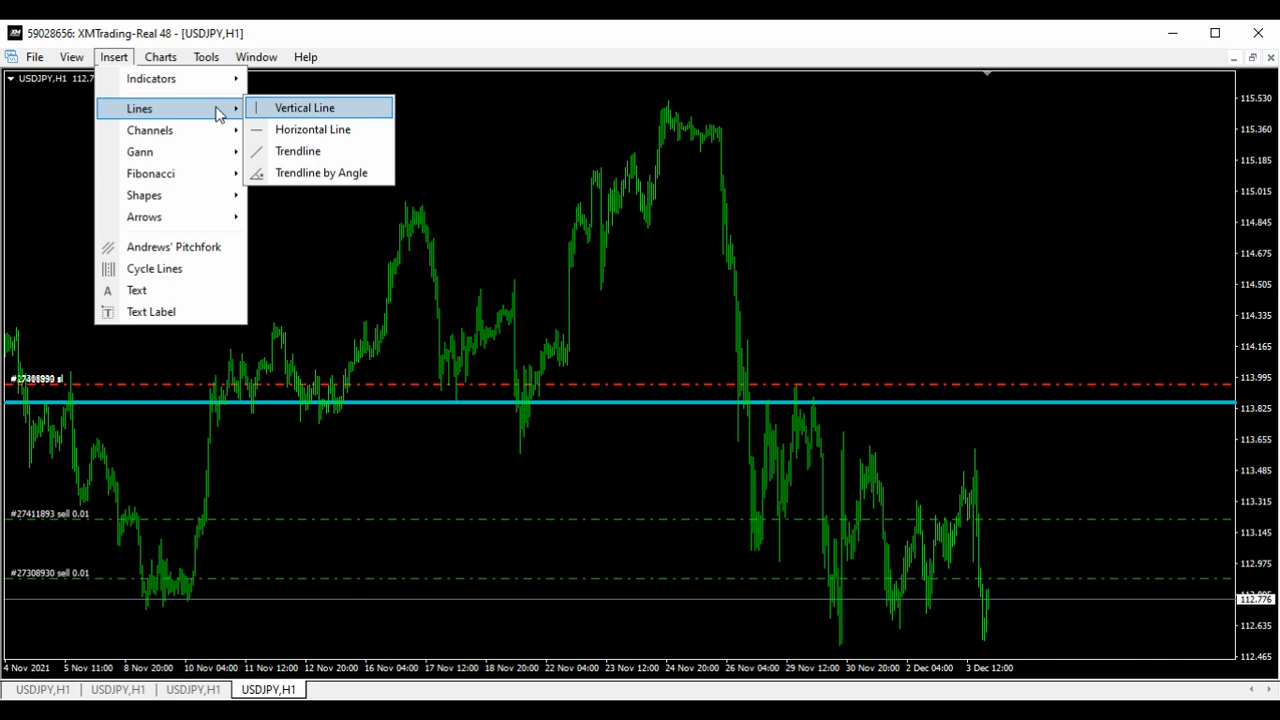 59028656: XMTrading-Real 48 - [USDJPY,H1]
File View Insert Charts Tools Window Help
USDJPY,H1 112.7
Indicators
Lines
Channels
Gann
Fibonacci
Shapes
Arrows
Andrews' Pitchfork
Cycle Lines
Text
Text Label
Vertical Line
Horizontal Line
Trendline
Trendline by Angle
115.530
115.360
115.185
115.015
114.845
114.675
114.505
114.335
114.165
113.995
113.825
113.655
113.485
113.315
113.145
112.975
112.776
112.635
112.465
#27411893 sell 0.01
#27308930 sell 0.01
4 Nov 2021 5 Nov 11:00 8 Nov 20:00 10 Nov 04:00 11 Nov 12:00 12 Nov 20:00 16 Nov 04:00 17 Nov 12:00 18 Nov 20:00 22 Nov 04:00 23 Nov 12:00 24 Nov 20:00 26 Nov 04:00 29 Nov 12:00 30 Nov 20:00 2 Dec 04:00 3 Dec 12:00
USDJPY,H1 USDJPY,H1 USDJPY,H1 USDJPY,H1